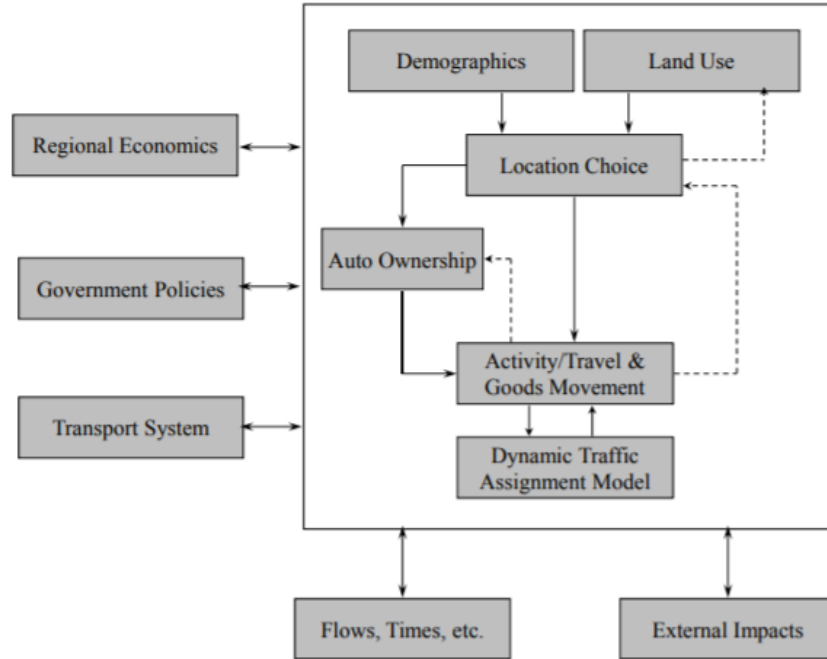 Demographics
Land Use
Regional Economics
Location Choice
Auto Ownership
Government Policies
Activity/Travel &
Goods Movement
Transport System
Dynamic Traffic
Assignment Model
Flows, Times, etc.
External Impacts